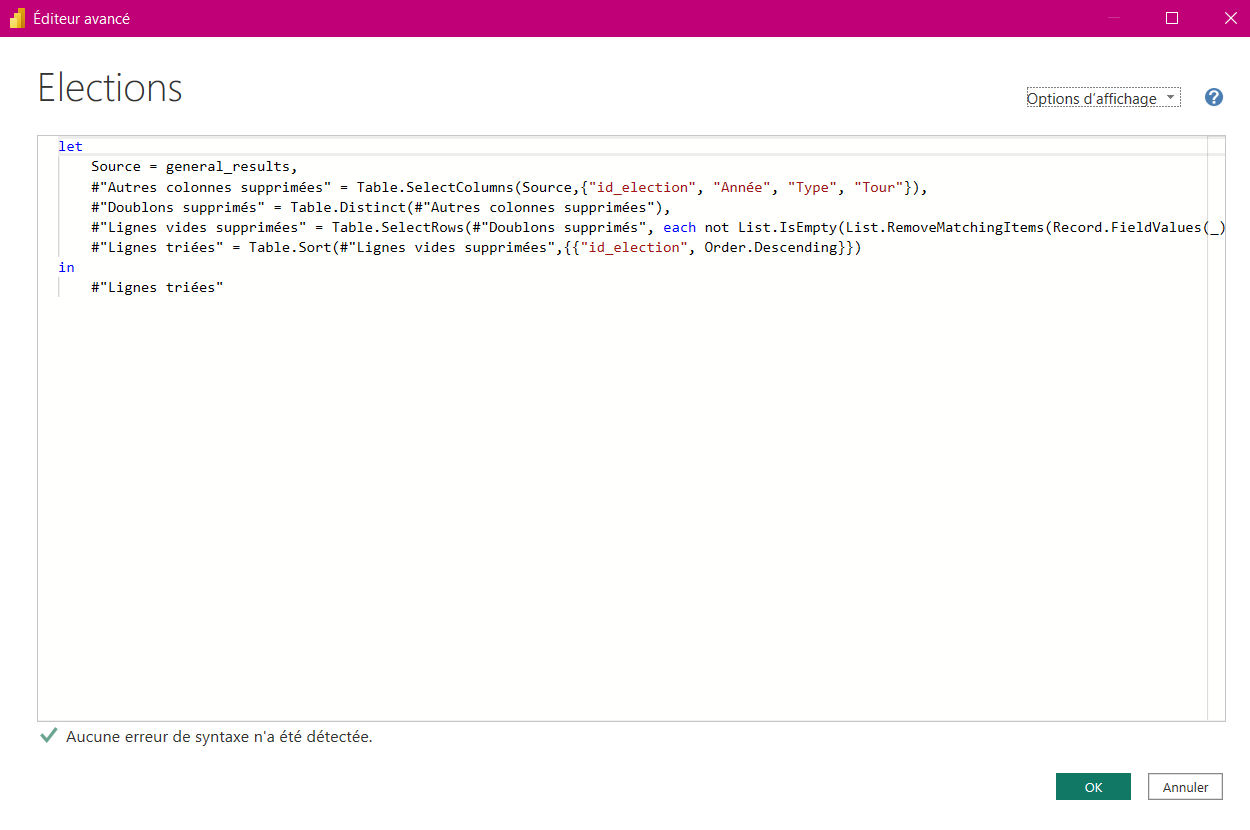 Éditeur avancé
Elections
Options d'affichage
let
    Source = general_results,
    #"Autres colonnes supprimées" = Table.SelectColumns(Source,{"id_election", "Année", "Type", "Tour"}),
    #"Doublons supprimés" = Table.Distinct(#"Autres colonnes supprimées"),
    #"Lignes vides supprimées" = Table.SelectRows(#"Doublons supprimés", each not List.IsEmpty(List.RemoveMatchingItems(Record.FieldValues(_)
    #"Lignes triées" = Table.Sort(#"Lignes vides supprimées",{{"id_election", Order.Descending}})
in
    #"Lignes triées"
Aucune erreur de syntaxe n'a été détectée.
OK
Annuler